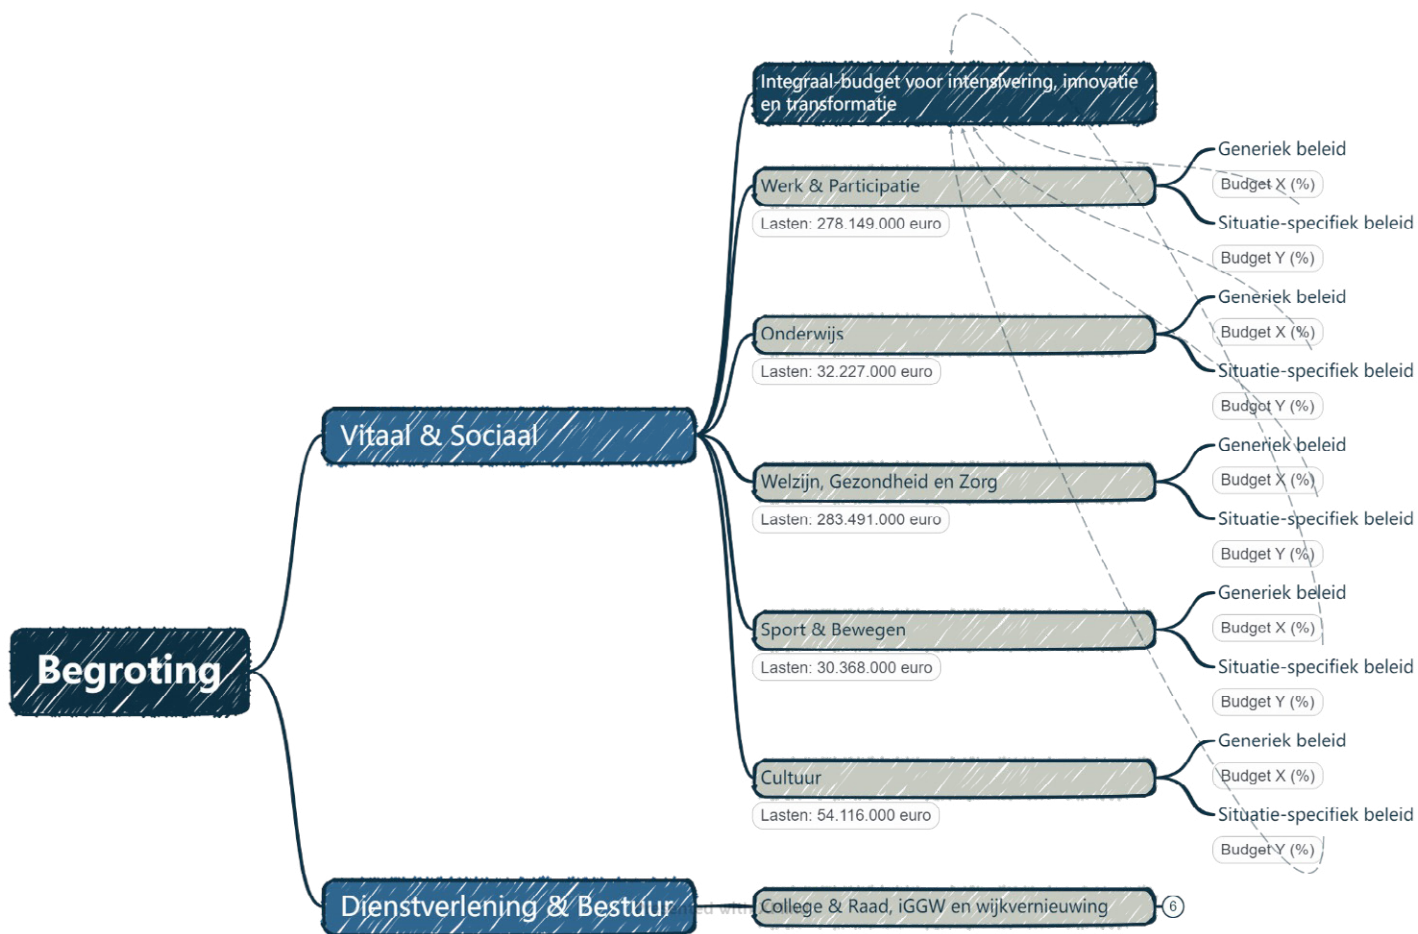 Integraal-budget voor intensivering, innovatie
en transformatie
Generiek beleid
Werk & Participatie
Budget X (%)
Lasten: 278.149.000 euro
Situatie-specifiek beleid
Budget Y (%)
Generiek beleid
Onderwijs
Budget X (%)
Lasten: 32.227.000 euro
Situatie-specifiek beleid
Budget Y (%)
Vitaal & Sociaal
Generiek beleid
Welzijn, Gezondheid en Zorg
Budget X (%)
Lasten: 283.491.000 euro
Situatie-specifiek beleid
Budget Y (%)
Generiek beleid
Sport & Bewegen
Budget X (%)
Lasten: 30.368.000 euro
Situatie-specifiek beleid
Budget Y (%)
Begroting
Generiek beleid
Cultuur
Budget X (%)
Lasten: 54.116.000 euro
Situatie-specifiek beleid
Budget Y (%)
Dienstverlening & Bestuur
College & Raad, iGGW en wijkvernieuwing
6